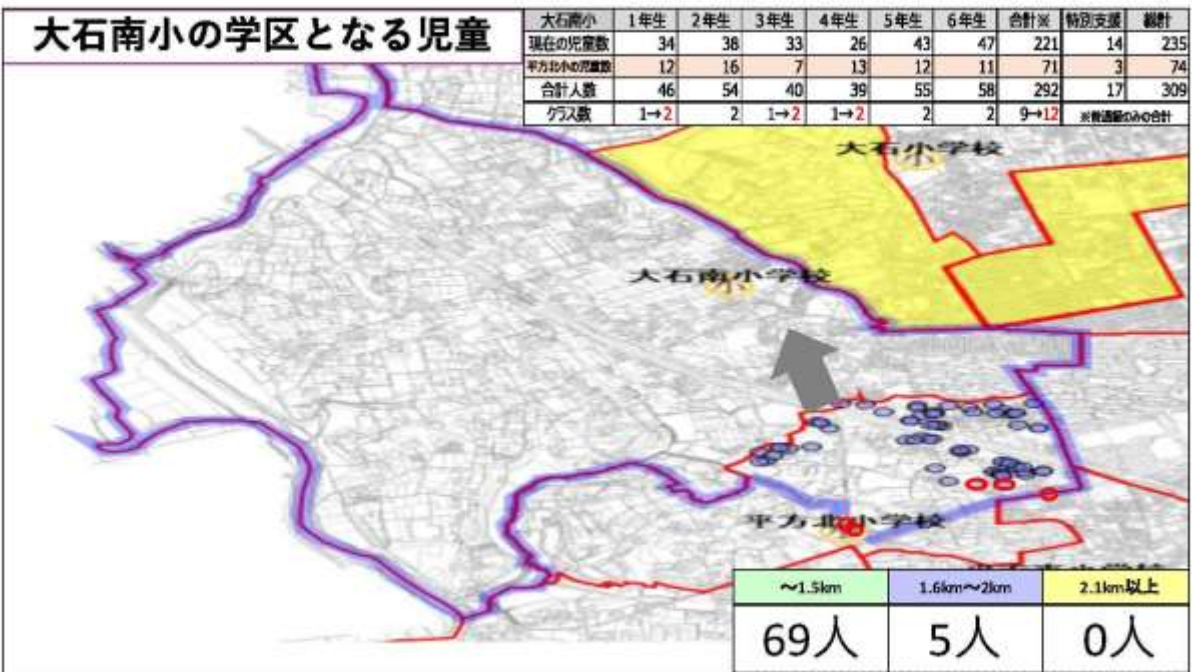 大石南小の学区となる児童
大石南小 1年生 2年生 3年生 4年生 5年生 6年生 合計※ 特別支援 総計
現在の児童数 34 38 33 26 43 47 221 14 235
平方北小の児童数 12 16 7 13 12 11 71 3 74
合計人数 46 54 40 39 55 58 292 17 309
クラス数 1→2 2 1→2 1→2 2 2 9→12 ※普通級のみの合計
大石小学校
大石南小学校
平方北小学校
〜1.5km 1.6km〜2km 2.1km以上
69人 5人 0人